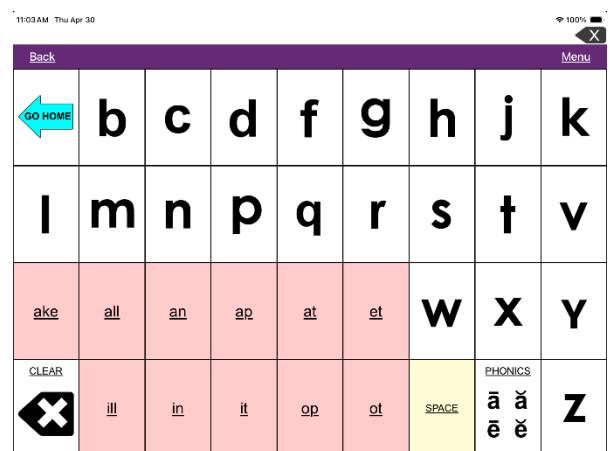 11:03 AM Thu Apr 30 100%
X
Back Menu
GO HOME b c d f g h j k
l m n p q r s t v
ake all an ap at et w x y
CLEAR PHONICS
ill in it op ot SPACE ā ă z
ē ĕ